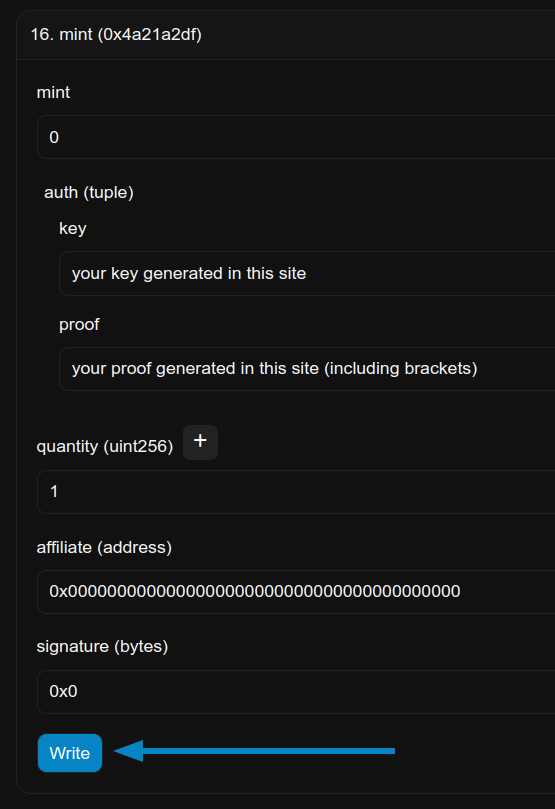 16. mint (0x4a21a2df)
mint
0
auth (tuple)
key
your key generated in this site
proof
your proof generated in this site (including brackets)
quantity (uint256) +
1
affiliate (address)
0x0000000000000000000000000000000000000000
signature (bytes)
0x0
Write